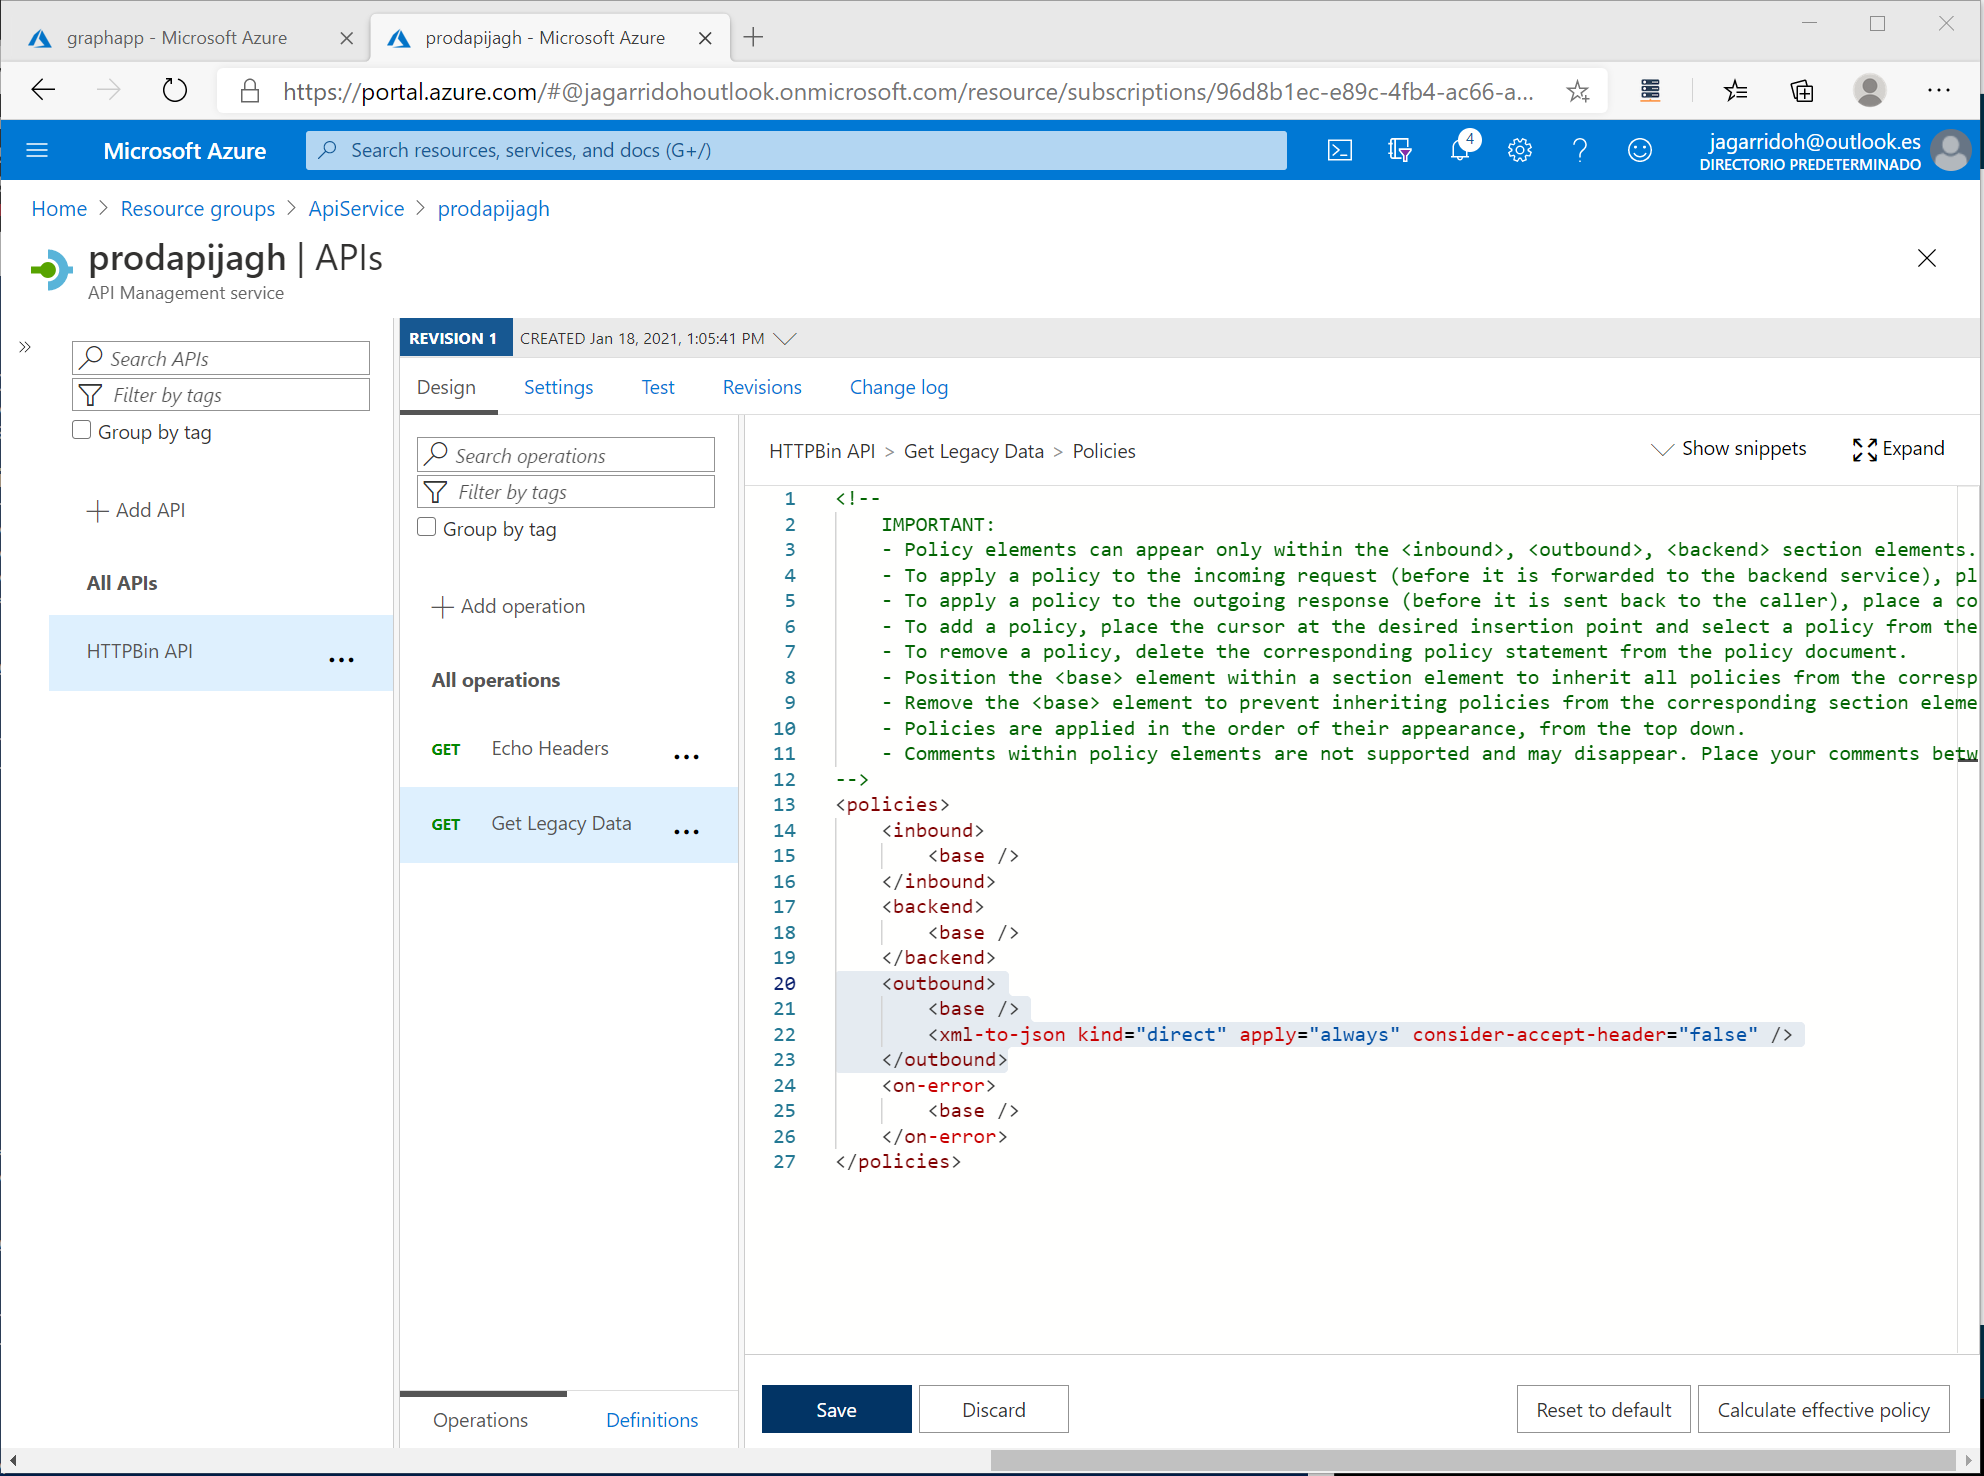 graphapp - Microsoft Azure
prodapijagh - Microsoft Azure
https://portal.azure.com/#@jagarridohoutlook.onmicrosoft.com/resource/subscriptions/96d8b1ec-e89c-4fb4-ac66-a...
Microsoft Azure
Search resources, services, and docs (G+/)
4
jagarridoh@outlook.es
DIRECTORIO PREDETERMINADO
Home > Resource groups > ApiService > prodapijagh
prodapijagh | APIs
API Management service
Search APIs
Filter by tags
Group by tag
+ Add API
All APIs
HTTPBin API ...
REVISION 1 CREATED Jan 18, 2021, 1:05:41 PM
Design Settings Test Revisions Change log
Search operations
Filter by tags
Group by tag
+ Add operation
All operations
GET Echo Headers ...
GET Get Legacy Data ...
Operations Definitions
HTTPBin API > Get Legacy Data > Policies
Show snippets Expand
1 <!--
2 IMPORTANT:
3 - Policy elements can appear only within the <inbound>, <outbound>, <backend> section elements.
4 - To apply a policy to the incoming request (before it is forwarded to the backend service), pl
5 - To apply a policy to the outgoing response (before it is sent back to the caller), place a co
6 - To add a policy, place the cursor at the desired insertion point and select a policy from the
7 - To remove a policy, delete the corresponding policy statement from the policy document.
8 - Position the <base> element within a section element to inherit all policies from the corresp
9 - Remove the <base> element to prevent inheriting policies from the corresponding section eleme
10 - Policies are applied in the order of their appearance, from the top down.
11 - Comments within policy elements are not supported and may disappear. Place your comments betw
12 -->
13 <policies>
14 <inbound>
15 <base />
16 </inbound>
17 <backend>
18 <base />
19 </backend>
20 <outbound>
21 <base />
22 <xml-to-json kind="direct" apply="always" consider-accept-header="false" />
23 </outbound>
24 <on-error>
25 <base />
26 </on-error>
27 </policies>
Save Discard Reset to default Calculate effective policy